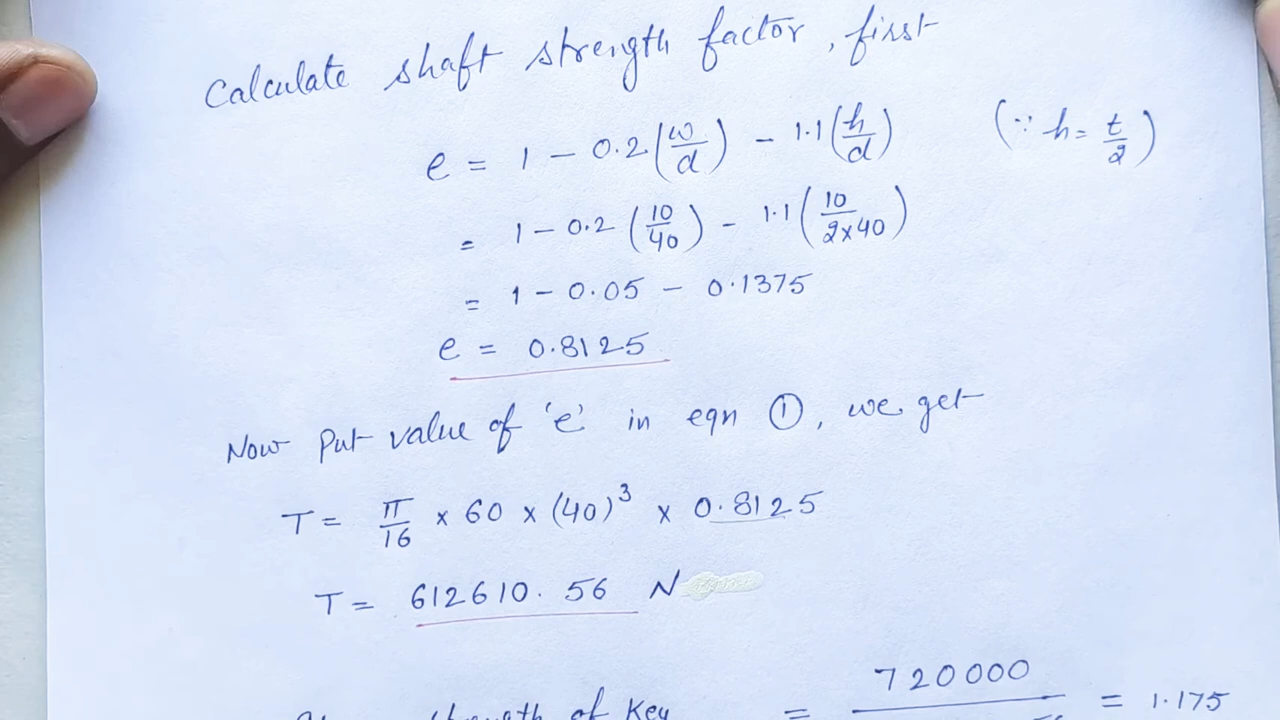 Calculate shaft strength factor, first
e = 1 - 0.2 (w/d) - 1.1 (h/d) (∵ h = t/2)
= 1 - 0.2 (10/40) - 1.1 (10/2×40)
= 1 - 0.05 - 0.1375
e = 0.8125
Now put value of 'e' in eqn ①, we get
T = π/16 × 60 × (40)³ × 0.8125
T = 612610.56 N
of Key = 720000 = 1.175